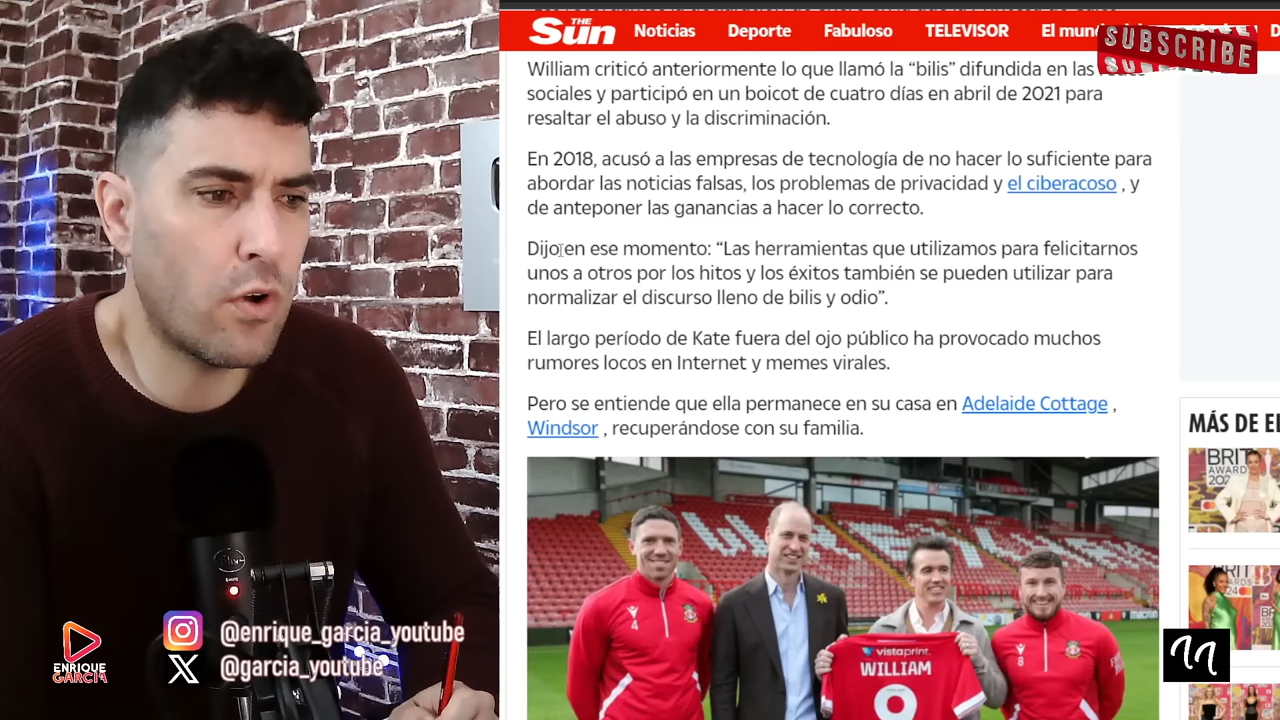 THE
Sun
Noticias Deporte Fabuloso TELEVISOR
SUBSCRIBE
William criticó anteriormente lo que llamó la “bilis” difundida en las
sociales y participó en un boicot de cuatro días en abril de 2021 para
resaltar el abuso y la discriminación.
En 2018, acusó a las empresas de tecnología de no hacer lo suficiente para
abordar las noticias falsas, los problemas de privacidad y el ciberacoso , y
de anteponer las ganancias a hacer lo correcto.
Dijo en ese momento: “Las herramientas que utilizamos para felicitarnos
unos a otros por los hitos y los éxitos también se pueden utilizar para
normalizar el discurso lleno de bilis y odio”.
El largo período de Kate fuera del ojo público ha provocado muchos
rumores locos en Internet y memes virales.
Pero se entiende que ella permanece en su casa en Adelaide Cottage ,
Windsor , recuperándose con su familia.
MÁS DE EL
BRIT
AWARD
4
8
vistaprint.
WILLIAM
9
@enrique_garcia_youtube
@garcia_youtube
ENRIQUE
GARCIA